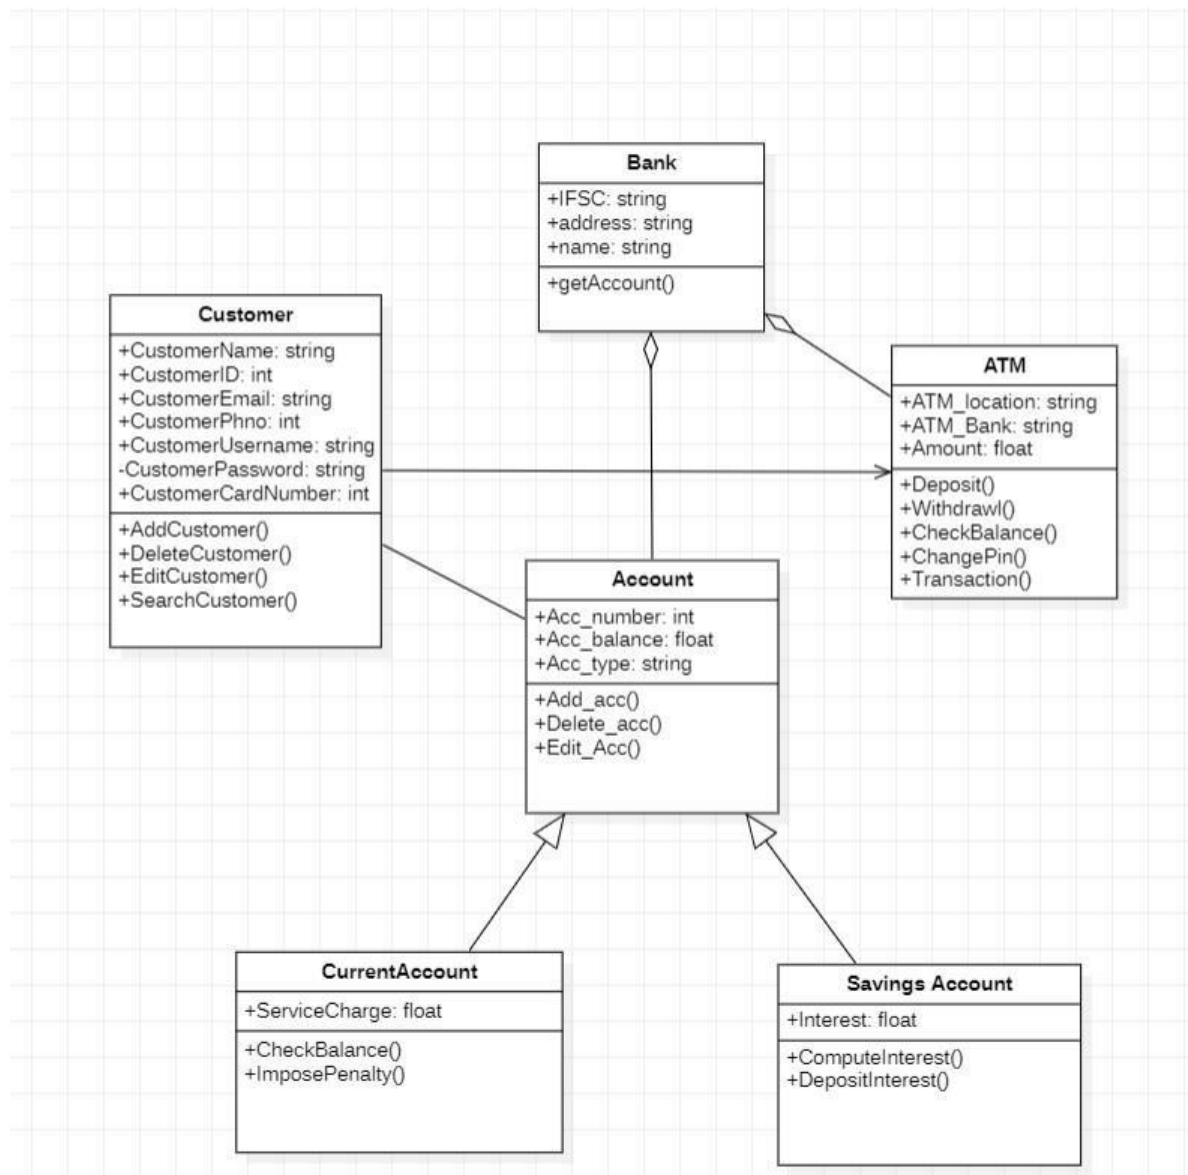 Bank
+IFSC: string
+address: string
+name: string
+getAccount()
Customer
+CustomerName: string
+CustomerID: int
+CustomerEmail: string
+CustomerPhno: int
+CustomerUsername: string
-CustomerPassword: string
+CustomerCardNumber: int
+AddCustomer()
+DeleteCustomer()
+EditCustomer()
+SearchCustomer()
ATM
+ATM_location: string
+ATM_Bank: string
+Amount: float
+Deposit()
+Withdrawl()
+CheckBalance()
+ChangePin()
+Transaction()
Account
+Acc_number: int
+Acc_balance: float
+Acc_type: string
+Add_acc()
+Delete_acc()
+Edit_Acc()
CurrentAccount
+ServiceCharge: float
+CheckBalance()
+ImposePenalty()
Savings Account
+Interest: float
+ComputeInterest()
+DepositInterest()